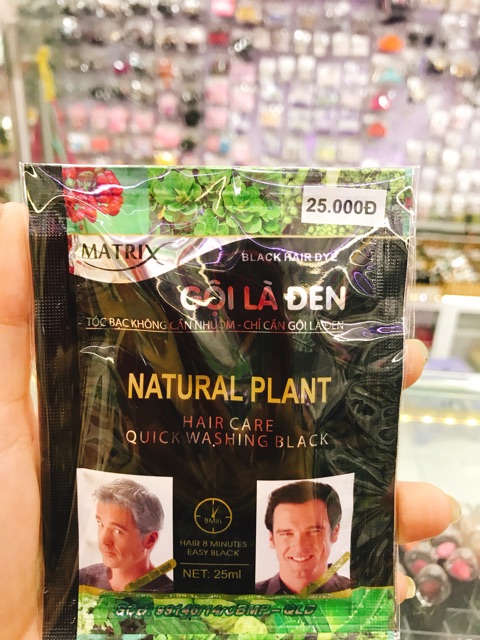 25.000Đ
MATRIX
BLACK HAIR DYE
GỘI LÀ ĐEN
TÓC BẠC KHÔNG CẦN NHUỘM - CHỈ CẦN GỘI LÀ ĐEN
NATURAL PLANT
HAIR CARE
QUICK WASHING BLACK
8Min
HAIR 8 MINUTES
EASY BLACK
NET: 25ml